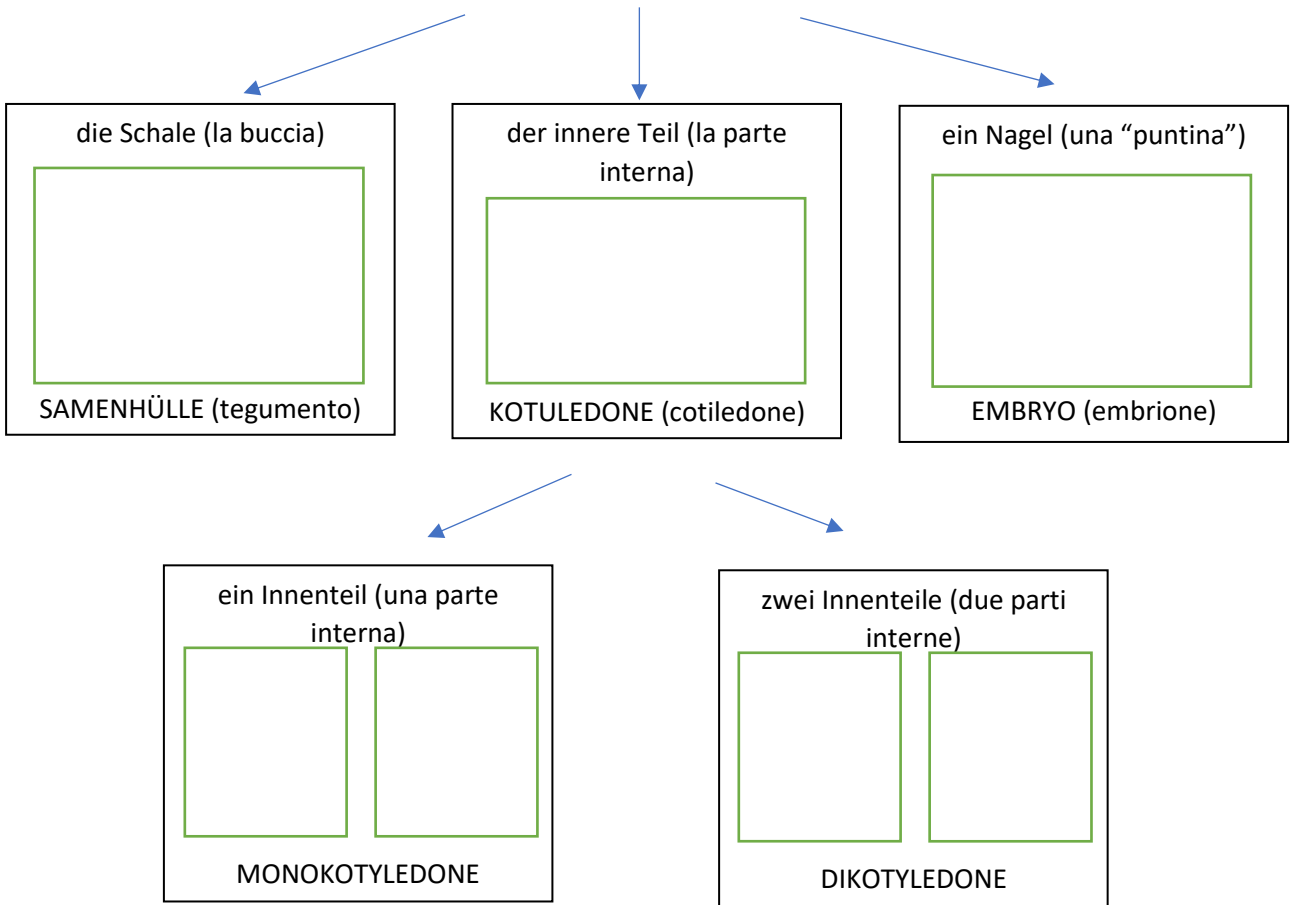 die Schale (la buccia)
SAMENHÜLLE (tegumento)
der innere Teil (la parte
interna)
KOTULEDONE (cotiledone)
ein Nagel (una “puntina”)
EMBRYO (embrione)
ein Innenteil (una parte
interna)
MONOKOTYLEDONE
zwei Innenteile (due parti
interne)
DIKOTYLEDONE